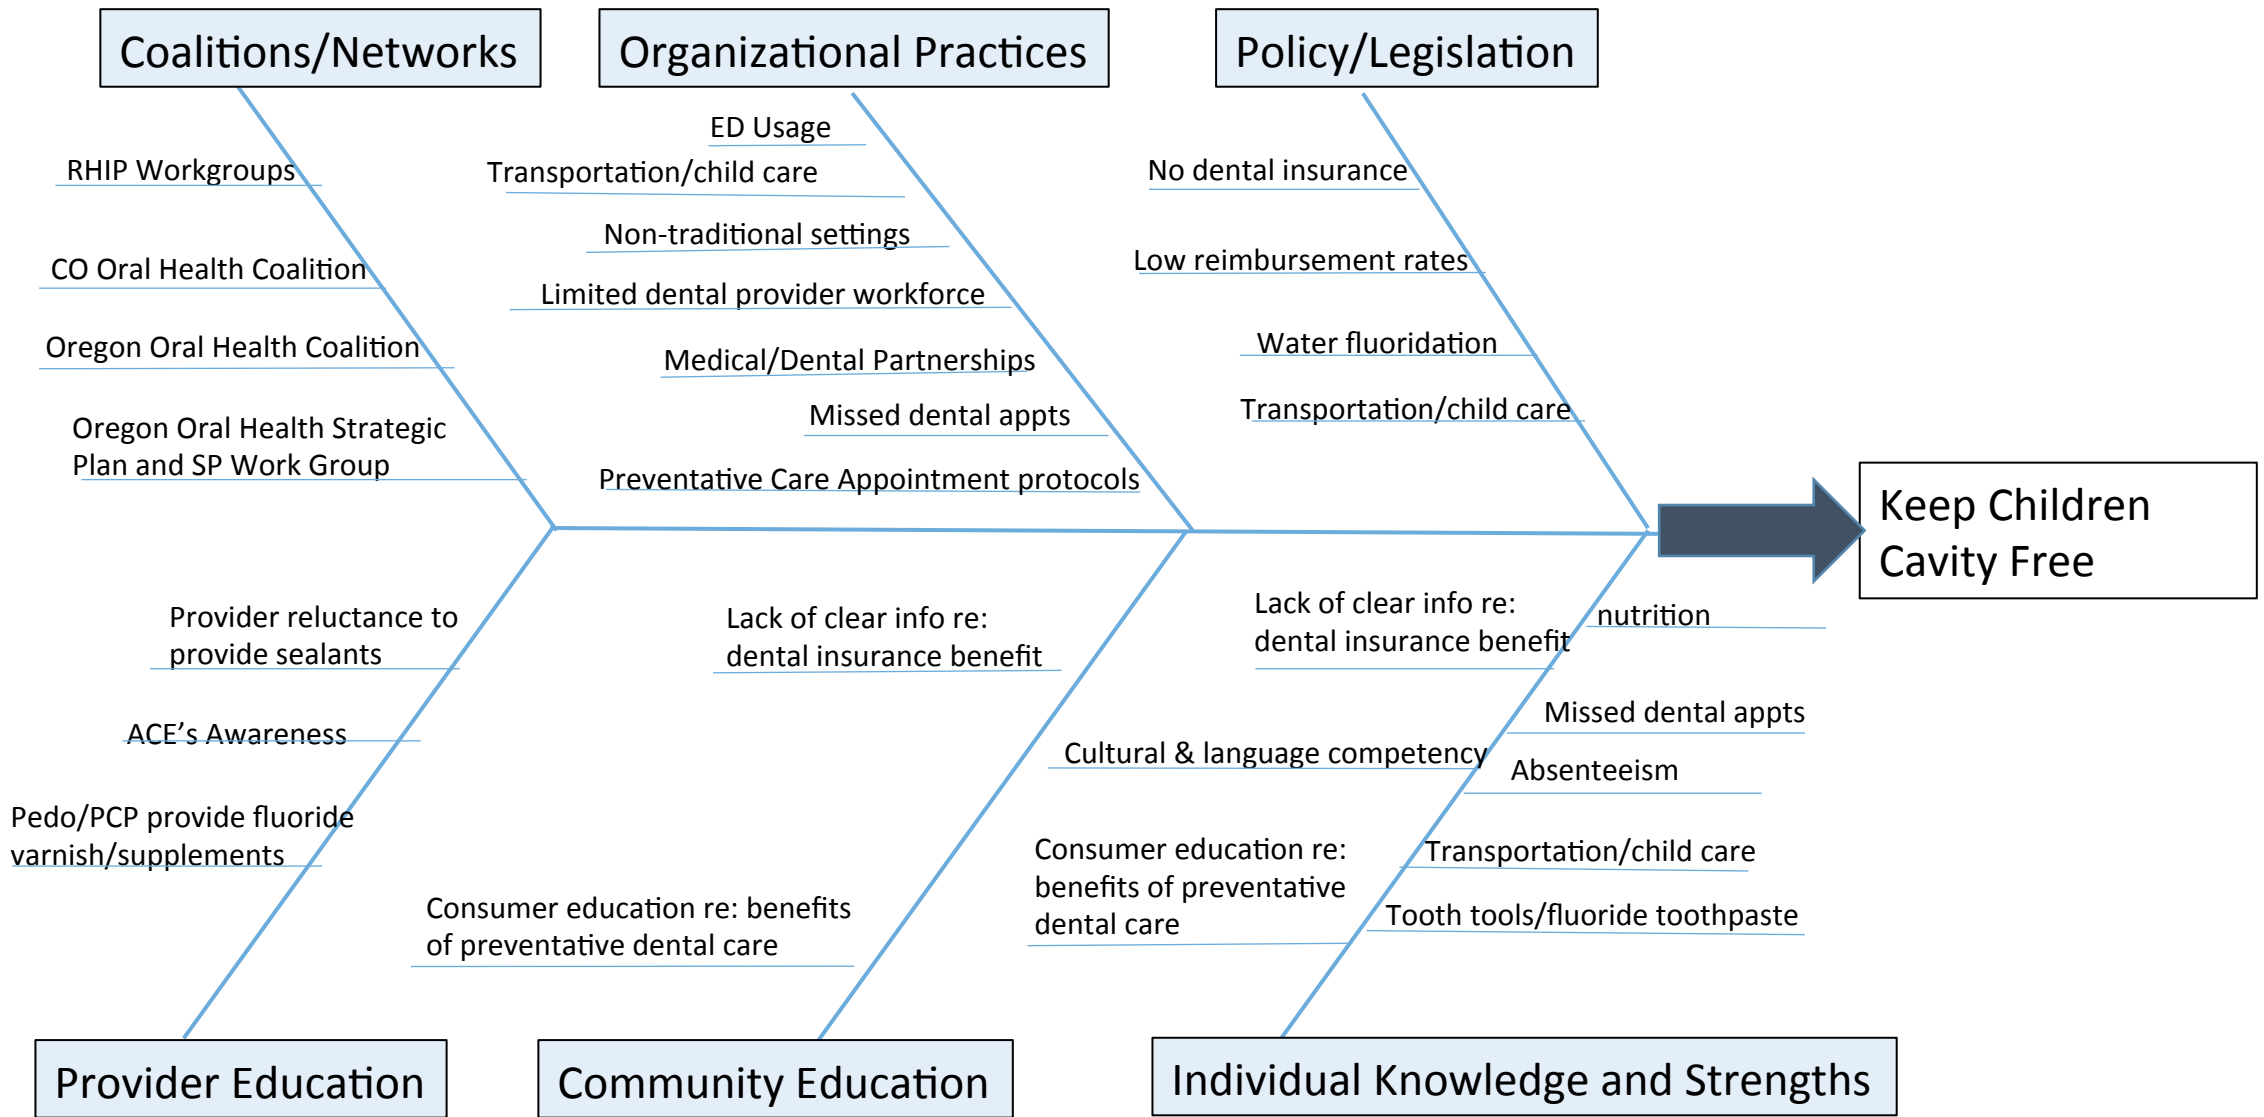 Coalitions/Networks
Organizational Practices
Policy/Legislation
RHIP Workgroups
CO Oral Health Coalition
Oregon Oral Health Coalition
Oregon Oral Health Strategic
Plan and SP Work Group
ED Usage
Transportation/child care
Non-traditional settings
Limited dental provider workforce
Medical/Dental Partnerships
Missed dental appts
Preventative Care Appointment protocols
No dental insurance
Low reimbursement rates
Water fluoridation
Transportation/child care
Keep Children
Cavity Free
Provider reluctance to
provide sealants
ACE’s Awareness
Pedo/PCP provide fluoride
varnish/supplements
Lack of clear info re:
dental insurance benefit
Consumer education re: benefits
of preventative dental care
Lack of clear info re:
dental insurance benefit
Cultural & language competency
Consumer education re:
benefits of preventative
dental care
nutrition
Missed dental appts
Absenteeism
Transportation/child care
Tooth tools/fluoride toothpaste
Provider Education
Community Education
Individual Knowledge and Strengths